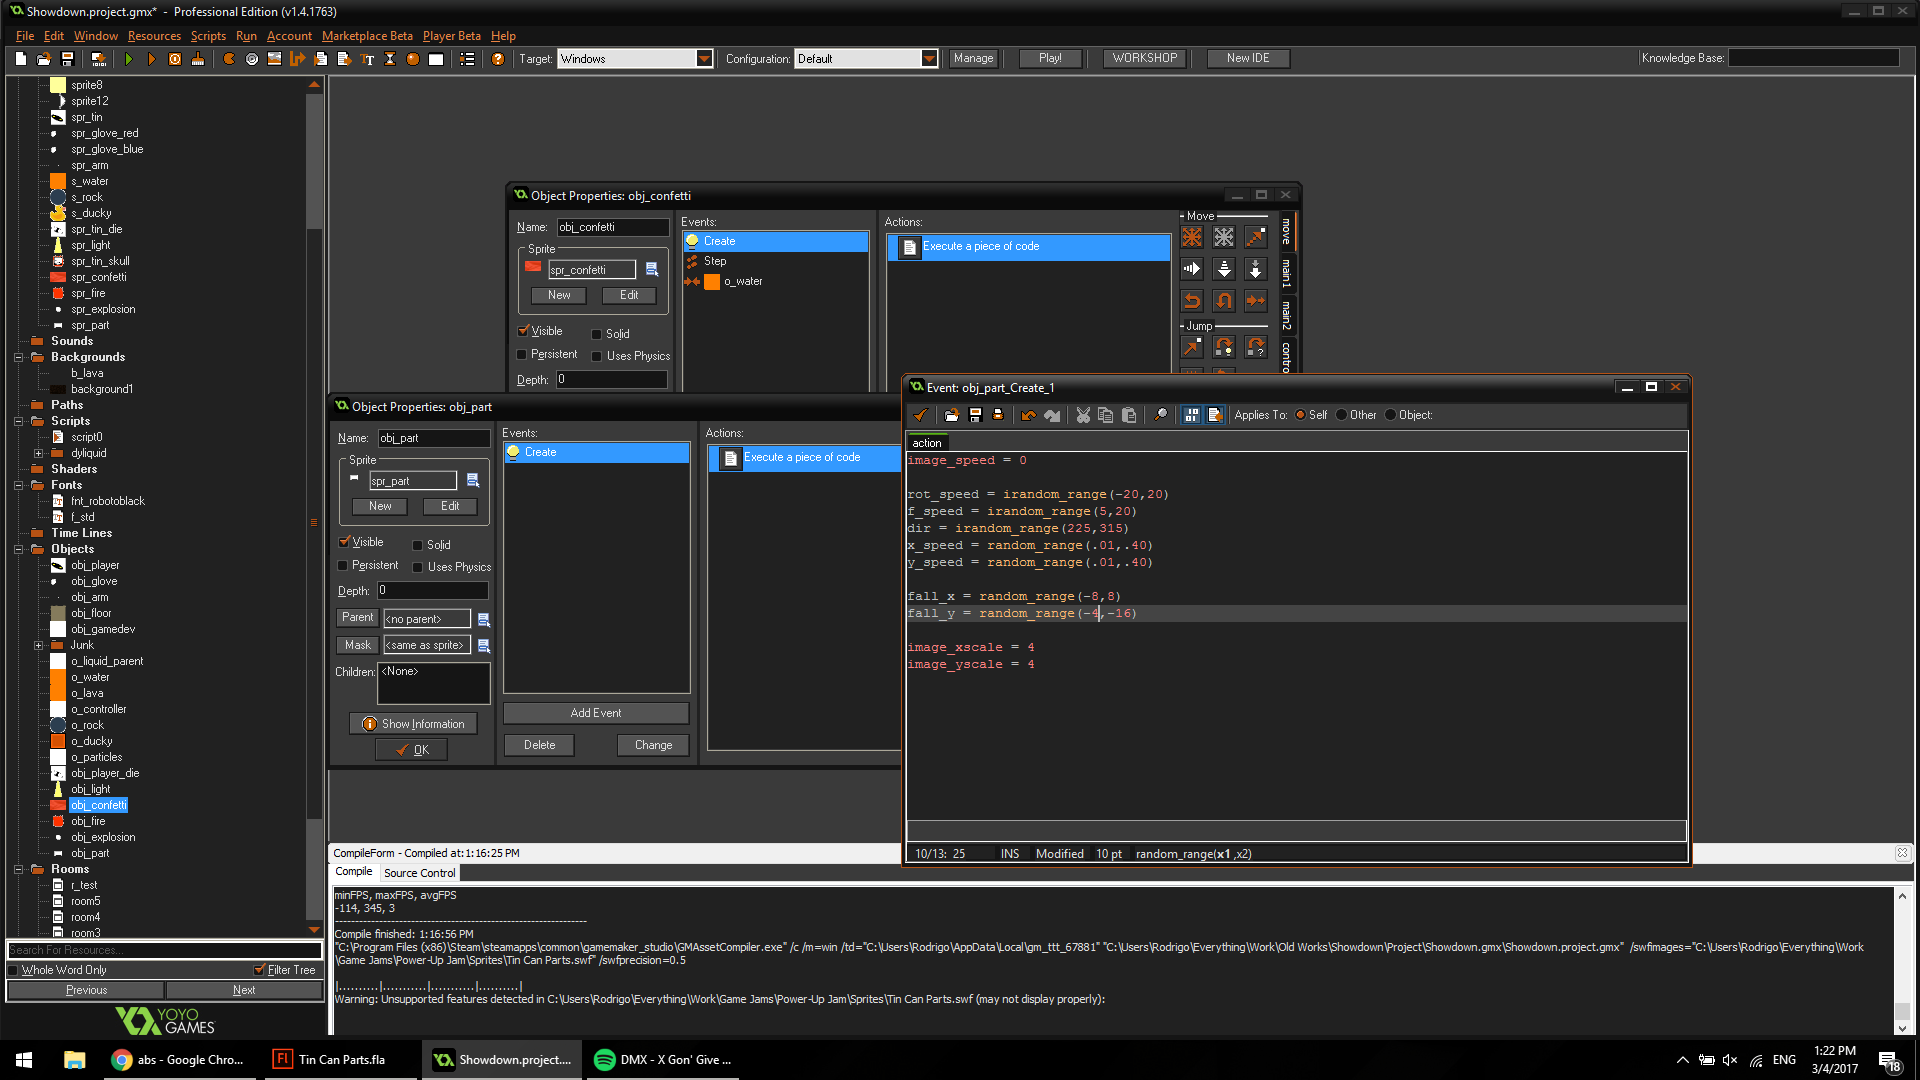 Showdown.project.gmx* - Professional Edition (v1.4.1763)
File Edit Window Resources Scripts Run Account Marketplace Beta Player Beta Help
Target: Windows Configuration: Default Manage Play! WORKSHOP New IDE Knowledge Base:
sprite8
sprite12
spr_tin
spr_glove_red
spr_glove_blue
spr_arm
s_water
s_rock
s_ducky
spr_tin_die
spr_light
spr_tin_skull
spr_confetti
spr_fire
spr_explosion
spr_part
Sounds
Backgrounds
b_lava
background1
Paths
Scripts
script0
dyliquid
Shaders
Fonts
fnt_robotoblack
f_std
Time Lines
Objects
obj_player
obj_glove
obj_arm
obj_floor
obj_gamedev
Junk
o_liquid_parent
o_water
o_lava
o_controller
o_rock
o_ducky
o_particles
obj_player_die
obj_light
obj_confetti
obj_fire
obj_explosion
obj_part
Rooms
r_test
room5
room4
room3
Search For Resources...
Whole Word Only Filter Tree
Previous Next
YOYO
GAMES
Object Properties: obj_confetti
Name: obj_confetti
Sprite
spr_confetti
New Edit
Visible Solid
Persistent Uses Physics
Depth: 0
Events:
Create
Step
o_water
Actions:
Execute a piece of code
Move
Jump
move
main1
main2
contro
Object Properties: obj_part
Name: obj_part
Sprite
spr_part
New Edit
Visible Solid
Persistent Uses Physics
Depth: 0
Parent <no parent>
Mask <same as sprite>
Children: <None>
Show Information
OK
Events:
Create
Add Event
Delete Change
Actions:
Execute a piece of code
Event: obj_part_Create_1
Applies To: Self Other Object:
action
image_speed = 0
rot_speed = irandom_range(-20,20)
f_speed = irandom_range(5,20)
dir = irandom_range(225,315)
x_speed = random_range(.01,.40)
y_speed = random_range(.01,.40)
fall_x = random_range(-8,8)
fall_y = random_range(-4,-16)
image_xscale = 4
image_yscale = 4
10/13: 25 INS Modified 10 pt random_range(x1 ,x2)
CompileForm - Compiled at: 1:16:25 PM
Compile Source Control
minFPS, maxFPS, avgFPS
-114, 345, 3
---------------------------------------------------------------
Compile finished: 1:16:56 PM
"C:\Program Files (x86)\Steam\steamapps\common\gamemaker_studio\GMAssetCompiler.exe" /c /m=win /td="C:\Users\Rodrigo\AppData\Local\gm_ttt_67881" "C:\Users\Rodrigo\Everything\Work\Old Works\Showdown\Project\Showdown.gmx\Showdown.project.gmx" /swfimages="C:\Users\Rodrigo\Everything\Work
\Game Jams\Power-Up Jam\Sprites\Tin Can Parts.swf" /swfprecision=0.5
|..........|..........|..........|..........|
Warning: Unsupported features detected in C:\Users\Rodrigo\Everything\Work\Game Jams\Power-Up Jam\Sprites\Tin Can Parts.swf (may not display properly):
abs - Google Chro... Tin Can Parts.fla Showdown.project.... DMX - X Gon' Give ...
ENG
1:22 PM
3/4/2017
18